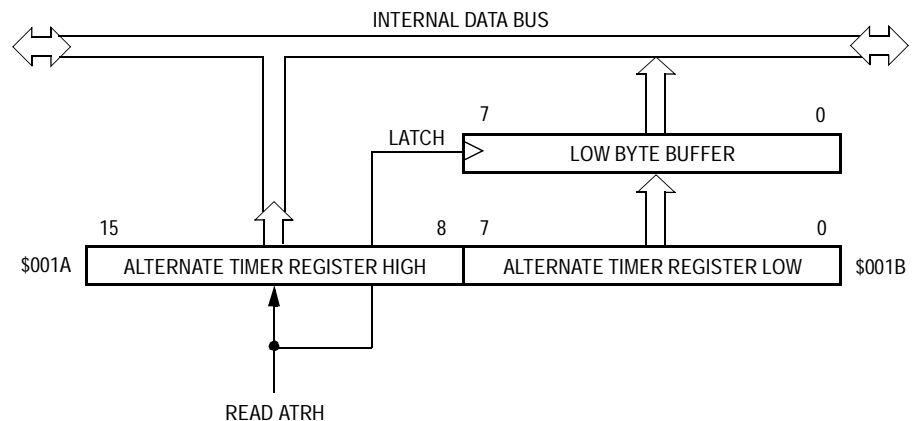 INTERNAL DATA BUS
7 0
LATCH
LOW BYTE BUFFER
15 8 7 0
$001A ALTERNATE TIMER REGISTER HIGH ALTERNATE TIMER REGISTER LOW $001B
READ ATRH